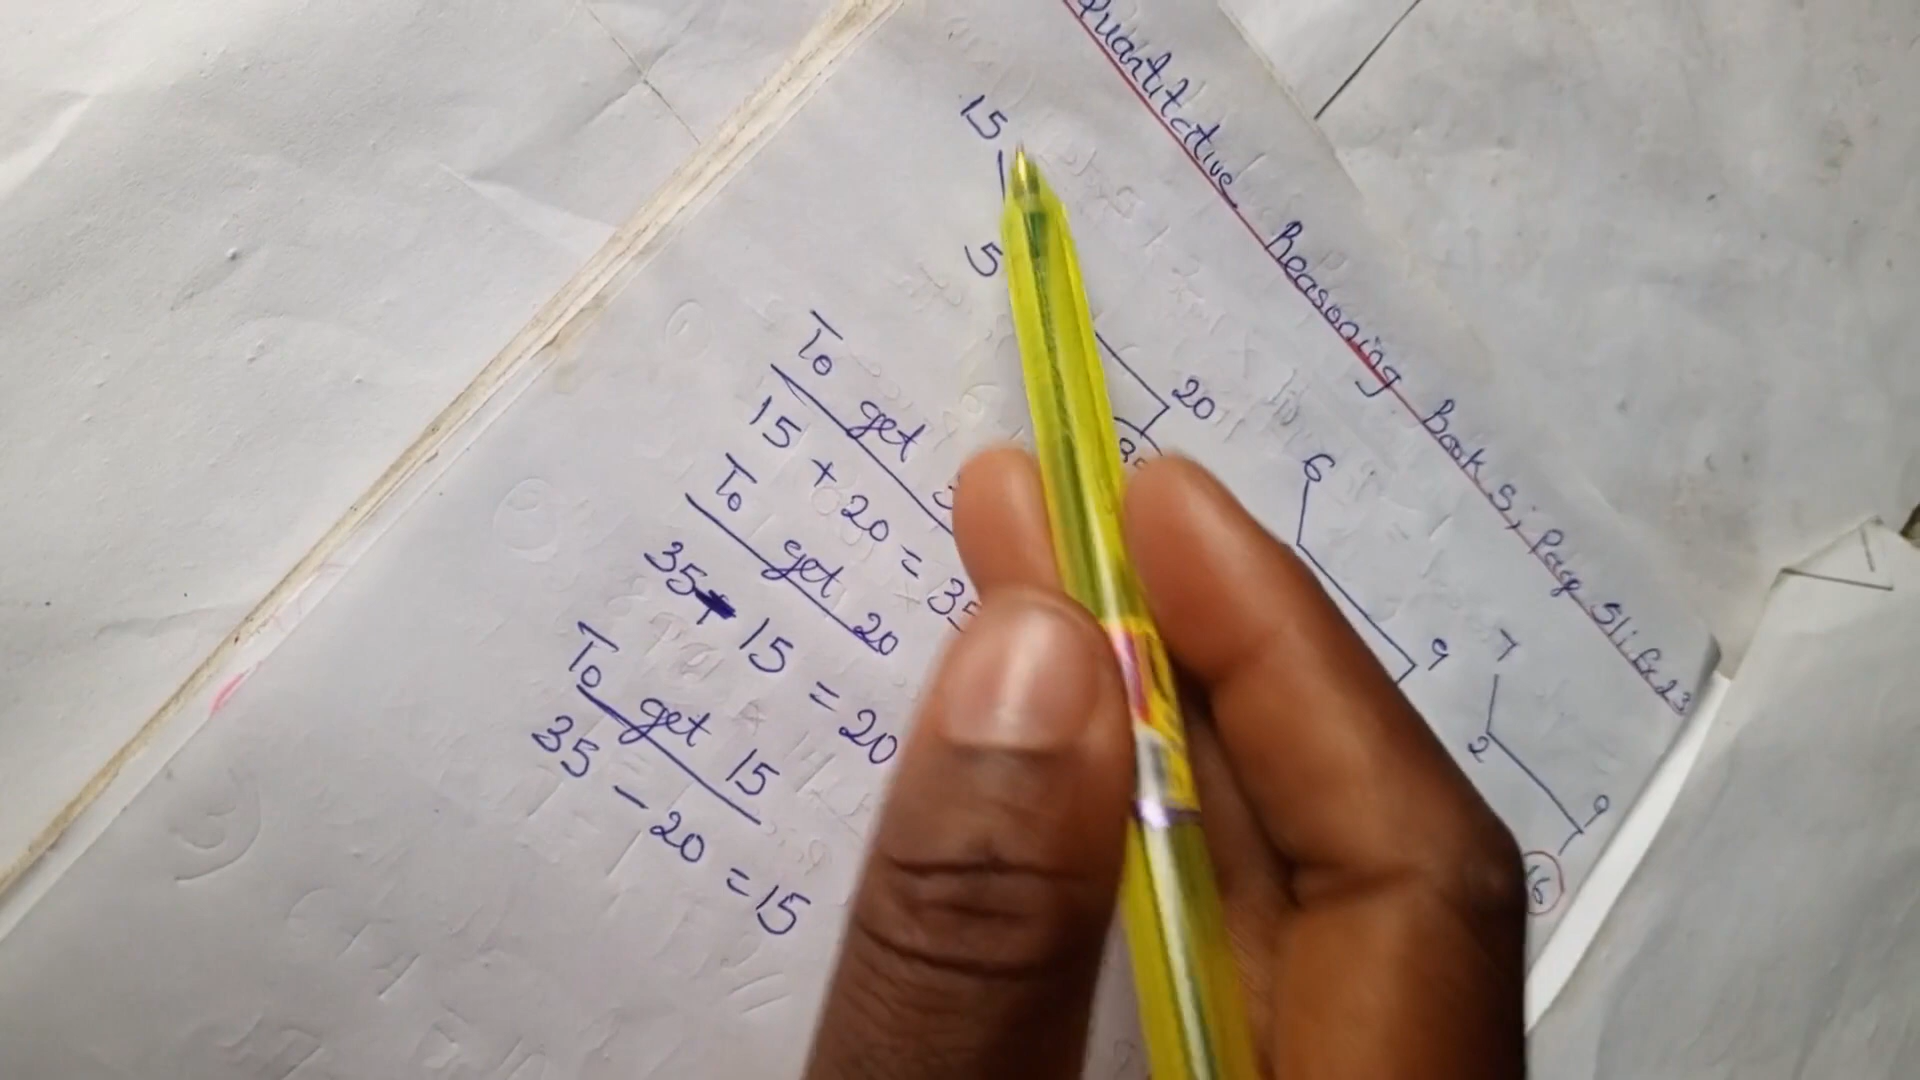 Quantitative Reasoning Book 5, Page 51; Ex 23
15
5
20
6
9
7
2
9
16
To get
15 + 20 = 35
To get 20
35 - 15 = 20
To get 15
35 - 20 = 15